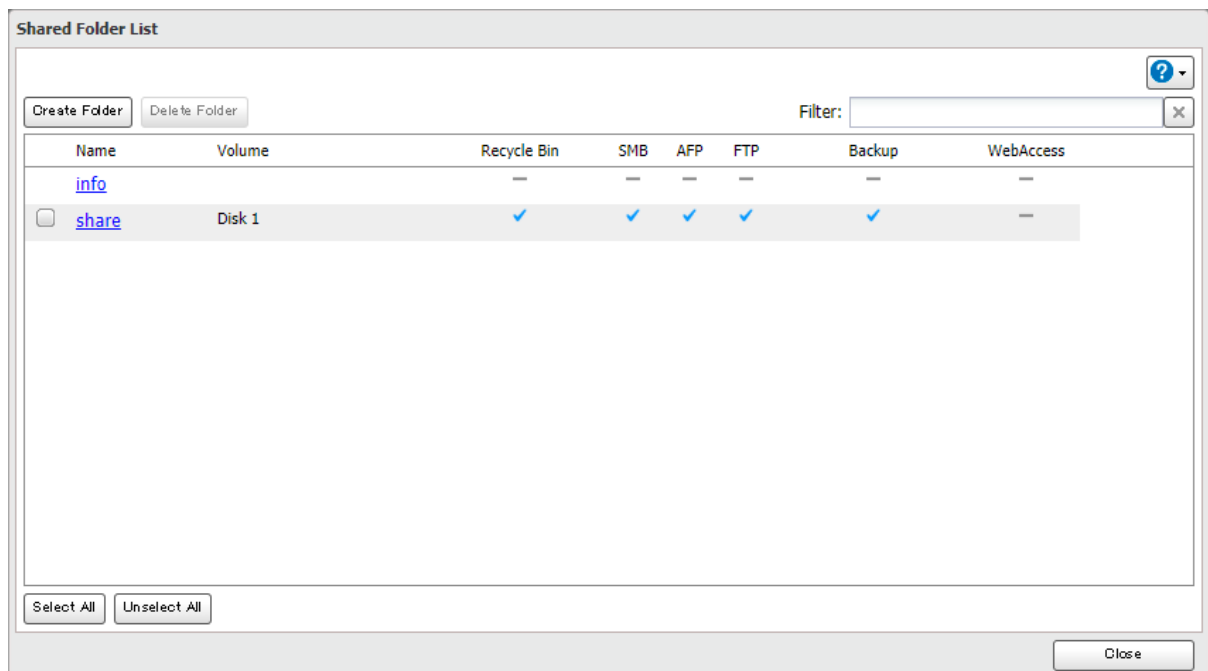 Shared Folder List
?
Create Folder Delete Folder Filter:
Name Volume Recycle Bin SMB AFP FTP Backup WebAccess
info
share Disk 1
Select All Unselect All
Close